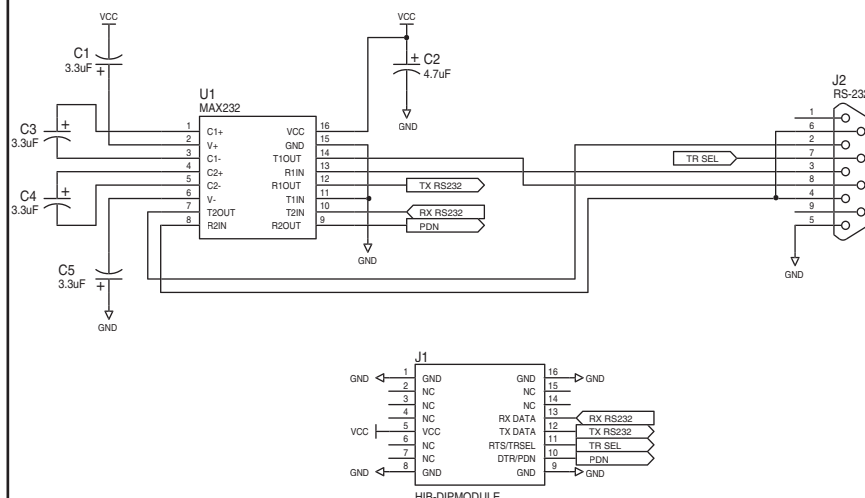 VCC
VCC
C1
3.3uF
+
+
C2
4.7uF
GND
U1
MAX232
C3
3.3uF
+
C4
3.3uF
+
C5
3.3uF
+
GND
1 C1+ VCC 16
2 V+ GND 15
3 C1- T1OUT 14
4 C2+ R1IN 13
5 C2- R1OUT 12 TX RS232
6 V- T1IN 11
7 T2OUT T2IN 10 RX RS232
8 R2IN R2OUT 9 PDN
GND
TR SEL
J2
RS-232
1
6
2
7
3
8
4
9
5
GND
J1
GND 1 GND GND 16 GND
2 NC NC 15
3 NC NC 14
4 NC RX DATA 13 RX RS232
VCC 5 VCC TX DATA 12 TX RS232
6 NC RTS/TRSEL 11 TR SEL
7 NC DTR/PDN 10 PDN
GND 8 GND GND 9 GND